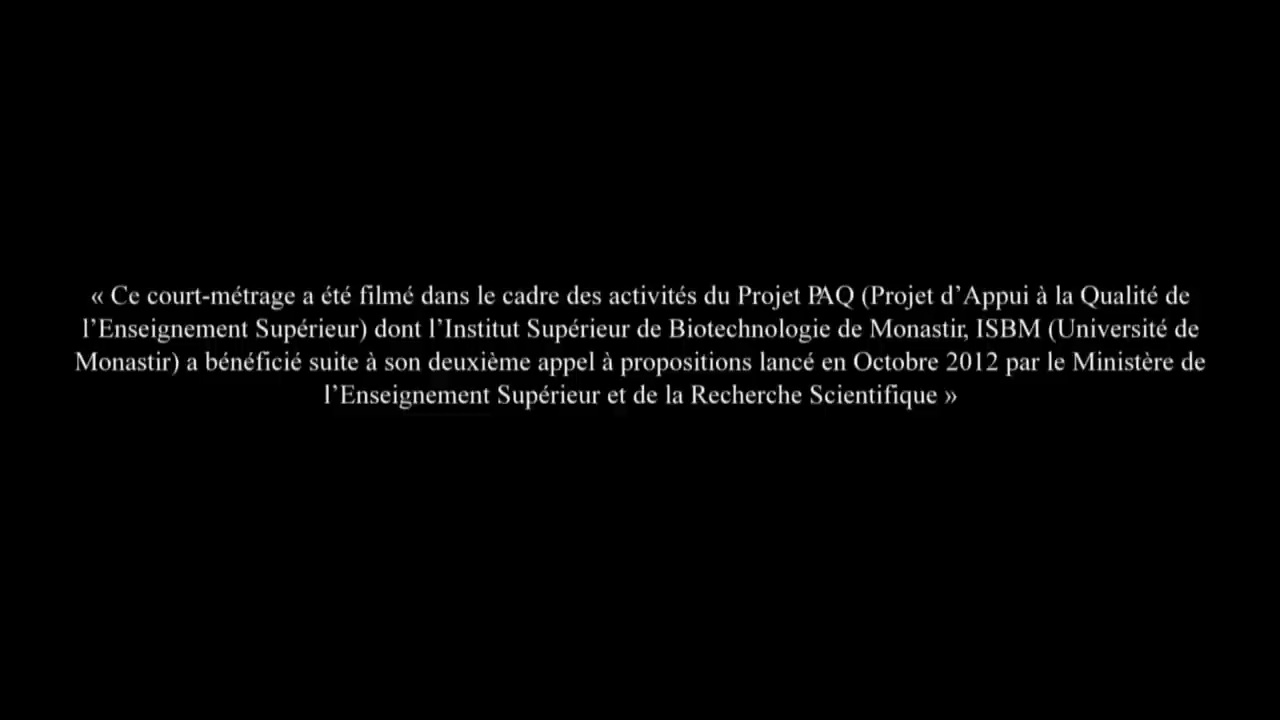 « Ce court-métrage a été filmé dans le cadre des activités du Projet PAQ (Projet d’Appui à la Qualité de
l’Enseignement Supérieur) dont l’Institut Supérieur de Biotechnologie de Monastir, ISBM (Université de
Monastir) a bénéficié suite à son deuxième appel à propositions lancé en Octobre 2012 par le Ministère de
l’Enseignement Supérieur et de la Recherche Scientifique »